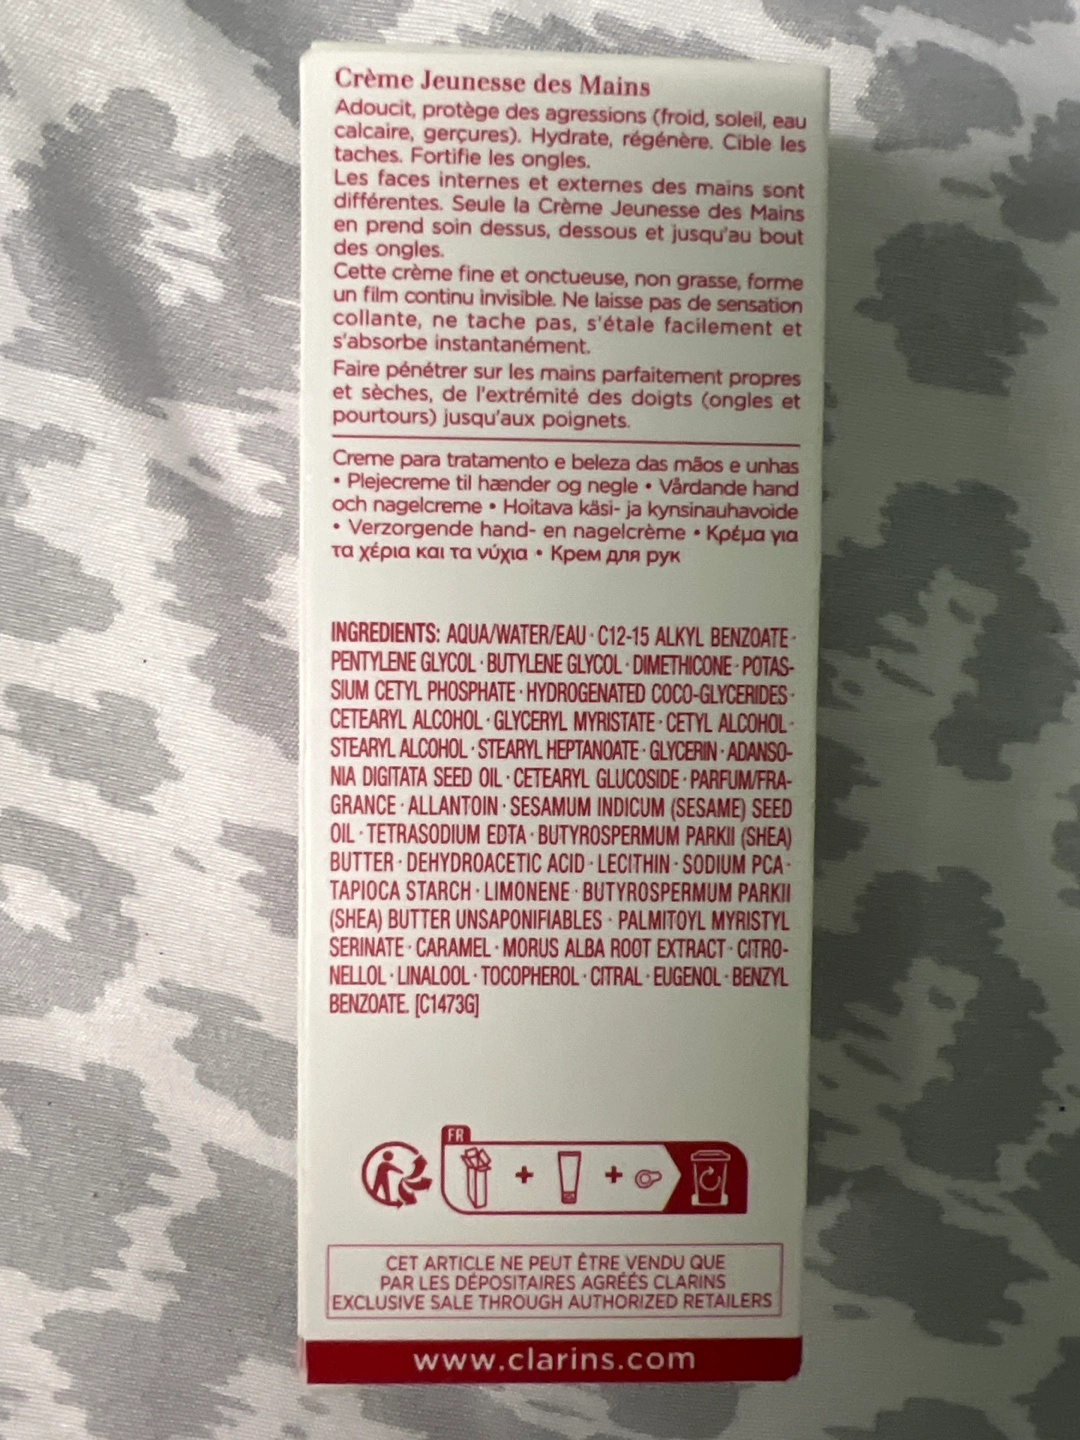 Crème Jeunesse des Mains
Adoucit, protège des agressions (froid, soleil, eau
calcaire, gerçures). Hydrate, régénère. Cible les
taches. Fortifie les ongles.
Les faces internes et externes des mains sont
différentes. Seule la Crème Jeunesse des Mains
en prend soin dessus, dessous et jusqu'au bout
des ongles.
Cette crème fine et onctueuse, non grasse, forme
un film continu invisible. Ne laisse pas de sensation
collante, ne tache pas, s'étale facilement et
s'absorbe instantanément.
Faire pénétrer sur les mains parfaitement propres
et sèches, de l'extrémité des doigts (ongles et
pourtours) jusqu'aux poignets.
Creme para tratamento e beleza das mãos e unhas
• Plejecreme til hænder og negle • Vårdande hand
och nagelcreme • Hoitava käsi- ja kynsinauhavoide
• Verzorgende hand- en nagelcrème • Κρέμα για
τα χέρια και τα νύχια • Крем для рук
INGREDIENTS: AQUA/WATER/EAU · C12-15 ALKYL BENZOATE ·
PENTYLENE GLYCOL · BUTYLENE GLYCOL · DIMETHICONE · POTAS-
SIUM CETYL PHOSPHATE · HYDROGENATED COCO-GLYCERIDES ·
CETEARYL ALCOHOL · GLYCERYL MYRISTATE · CETYL ALCOHOL ·
STEARYL ALCOHOL · STEARYL HEPTANOATE · GLYCERIN · ADANSO-
NIA DIGITATA SEED OIL · CETEARYL GLUCOSIDE · PARFUM/FRA-
GRANCE · ALLANTOIN · SESAMUM INDICUM (SESAME) SEED
OIL · TETRASODIUM EDTA · BUTYROSPERMUM PARKII (SHEA)
BUTTER · DEHYDROACETIC ACID · LECITHIN · SODIUM PCA ·
TAPIOCA STARCH · LIMONENE · BUTYROSPERMUM PARKII
(SHEA) BUTTER UNSAPONIFIABLES · PALMITOYL MYRISTYL
SERINATE · CARAMEL · MORUS ALBA ROOT EXTRACT · CITRO-
NELLOL · LINALOOL · TOCOPHEROL · CITRAL · EUGENOL · BENZYL
BENZOATE. [C1473G]
FR
+ +
CET ARTICLE NE PEUT ÊTRE VENDU QUE
PAR LES DÉPOSITAIRES AGRÉÉS CLARINS
EXCLUSIVE SALE THROUGH AUTHORIZED RETAILERS
www.clarins.com